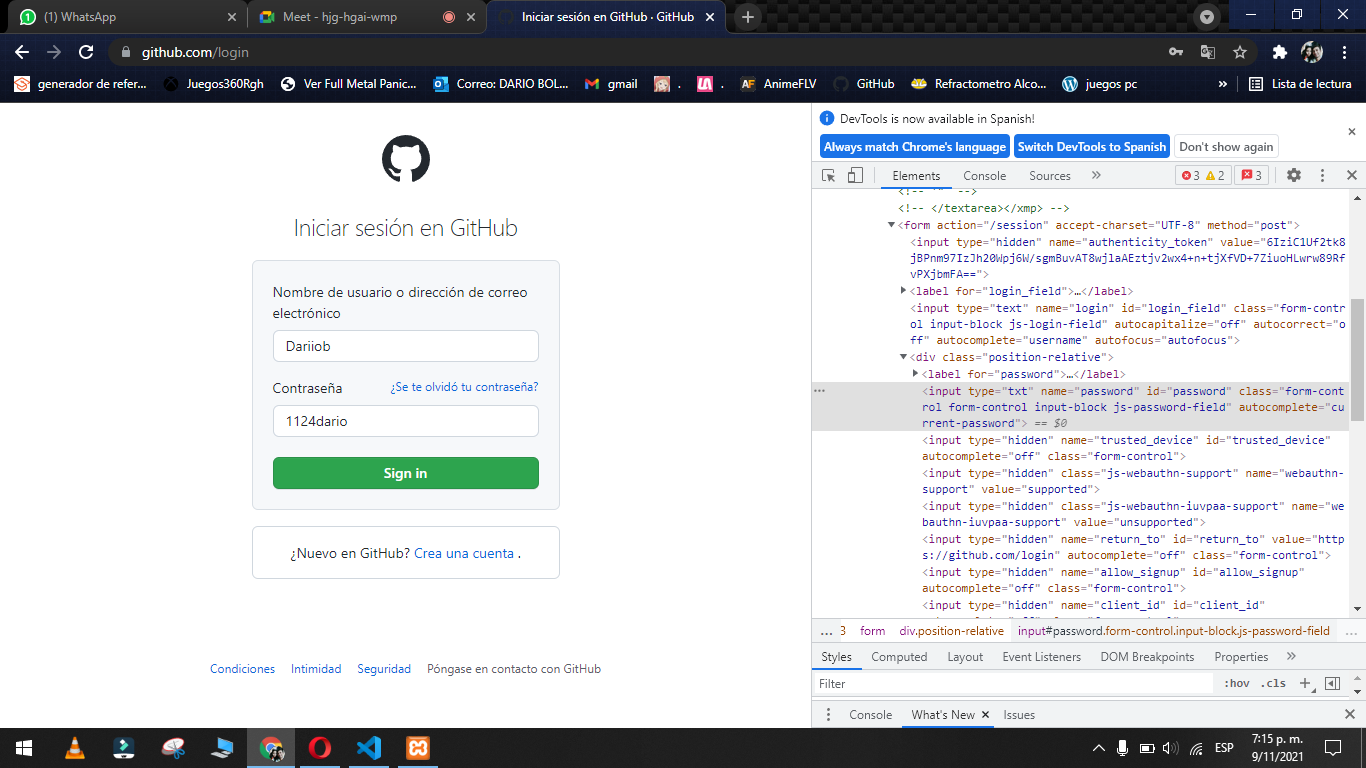 (1) WhatsApp
Meet - hjg-hgai-wmp
Iniciar sesión en GitHub · GitHub
github.com/login
generador de refer...
Juegos360Rgh
Ver Full Metal Panic...
Correo: DARIO BOL...
gmail
.
.
AnimeFLV
GitHub
Refractometro Alco...
juegos pc
»
Lista de lectura
Iniciar sesión en GitHub
Nombre de usuario o dirección de correo
electrónico
Dariiob
Contraseña
¿Se te olvidó tu contraseña?
1124dario
Sign in
¿Nuevo en GitHub? Crea una cuenta .
Condiciones
Intimidad
Seguridad
Póngase en contacto con GitHub
DevTools is now available in Spanish!
Always match Chrome's language
Switch DevTools to Spanish
Don't show again
Elements
Console
Sources
»
3
2
3
<!-- </textarea></xmp> -->
<form action="/session" accept-charset="UTF-8" method="post">
<input type="hidden" name="authenticity_token" value="6IziC1Uf2tk8
jBPnm97IzJh20Wpj6W/sgmBuvAT8wjlaAEztjv2wx4+n+tjXfVD+7ZiuoHLwrw89Rf
vPXjbmFA==">
<label for="login_field">…</label>
<input type="text" name="login" id="login_field" class="form-contr
ol input-block js-login-field" autocapitalize="off" autocorrect="o
ff" autocomplete="username" autofocus="autofocus">
<div class="position-relative">
<label for="password">…</label>
<input type="txt" name="password" id="password" class="form-cont
rol form-control input-block js-password-field" autocomplete="cu
rrent-password"> == $0
<input type="hidden" name="trusted_device" id="trusted_device"
autocomplete="off" class="form-control">
<input type="hidden" class="js-webauthn-support" name="webauthn-
support" value="supported">
<input type="hidden" class="js-webauthn-iuvpaa-support" name="we
bauthn-iuvpaa-support" value="unsupported">
<input type="hidden" name="return_to" id="return_to" value="http
s://github.com/login" autocomplete="off" class="form-control">
<input type="hidden" name="allow_signup" id="allow_signup"
autocomplete="off" class="form-control">
<input type="hidden" name="client_id" id="client_id"
... 3
form
div.position-relative
input#password.form-control.input-block.js-password-field
...
Styles
Computed
Layout
Event Listeners
DOM Breakpoints
Properties
»
Filter
:hov
.cls
Console
What's New
Issues
ESP
7:15 p. m.
9/11/2021